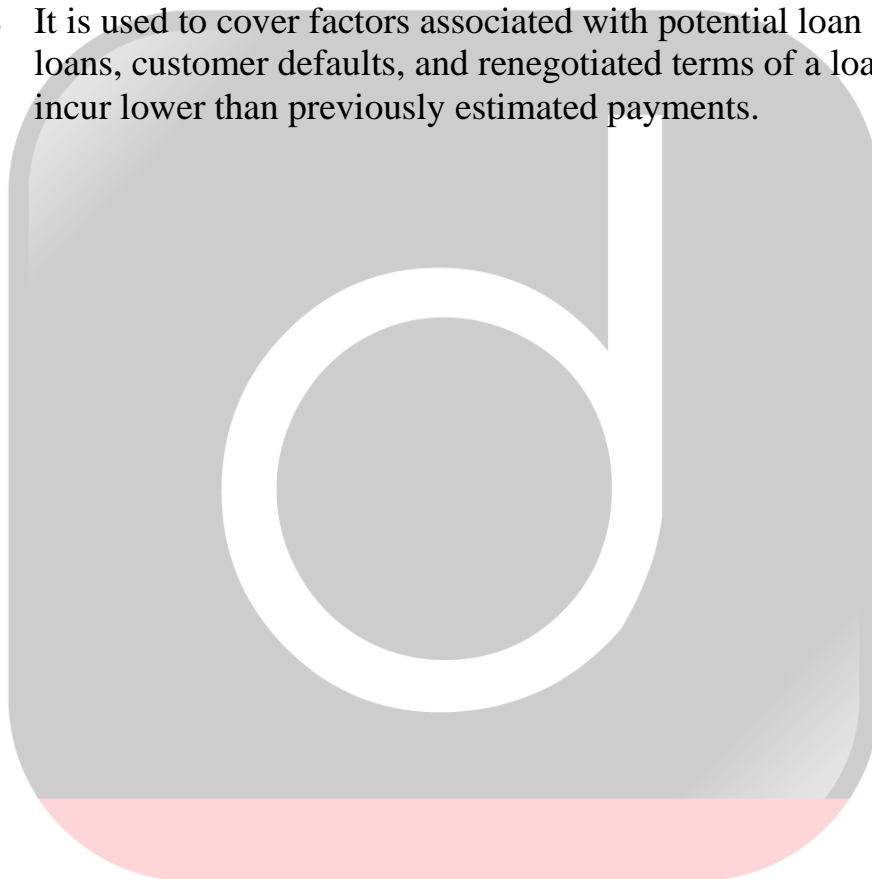 It is used to cover factors associated with potential loan
loans, customer defaults, and renegotiated terms of a loa
incur lower than previously estimated payments.